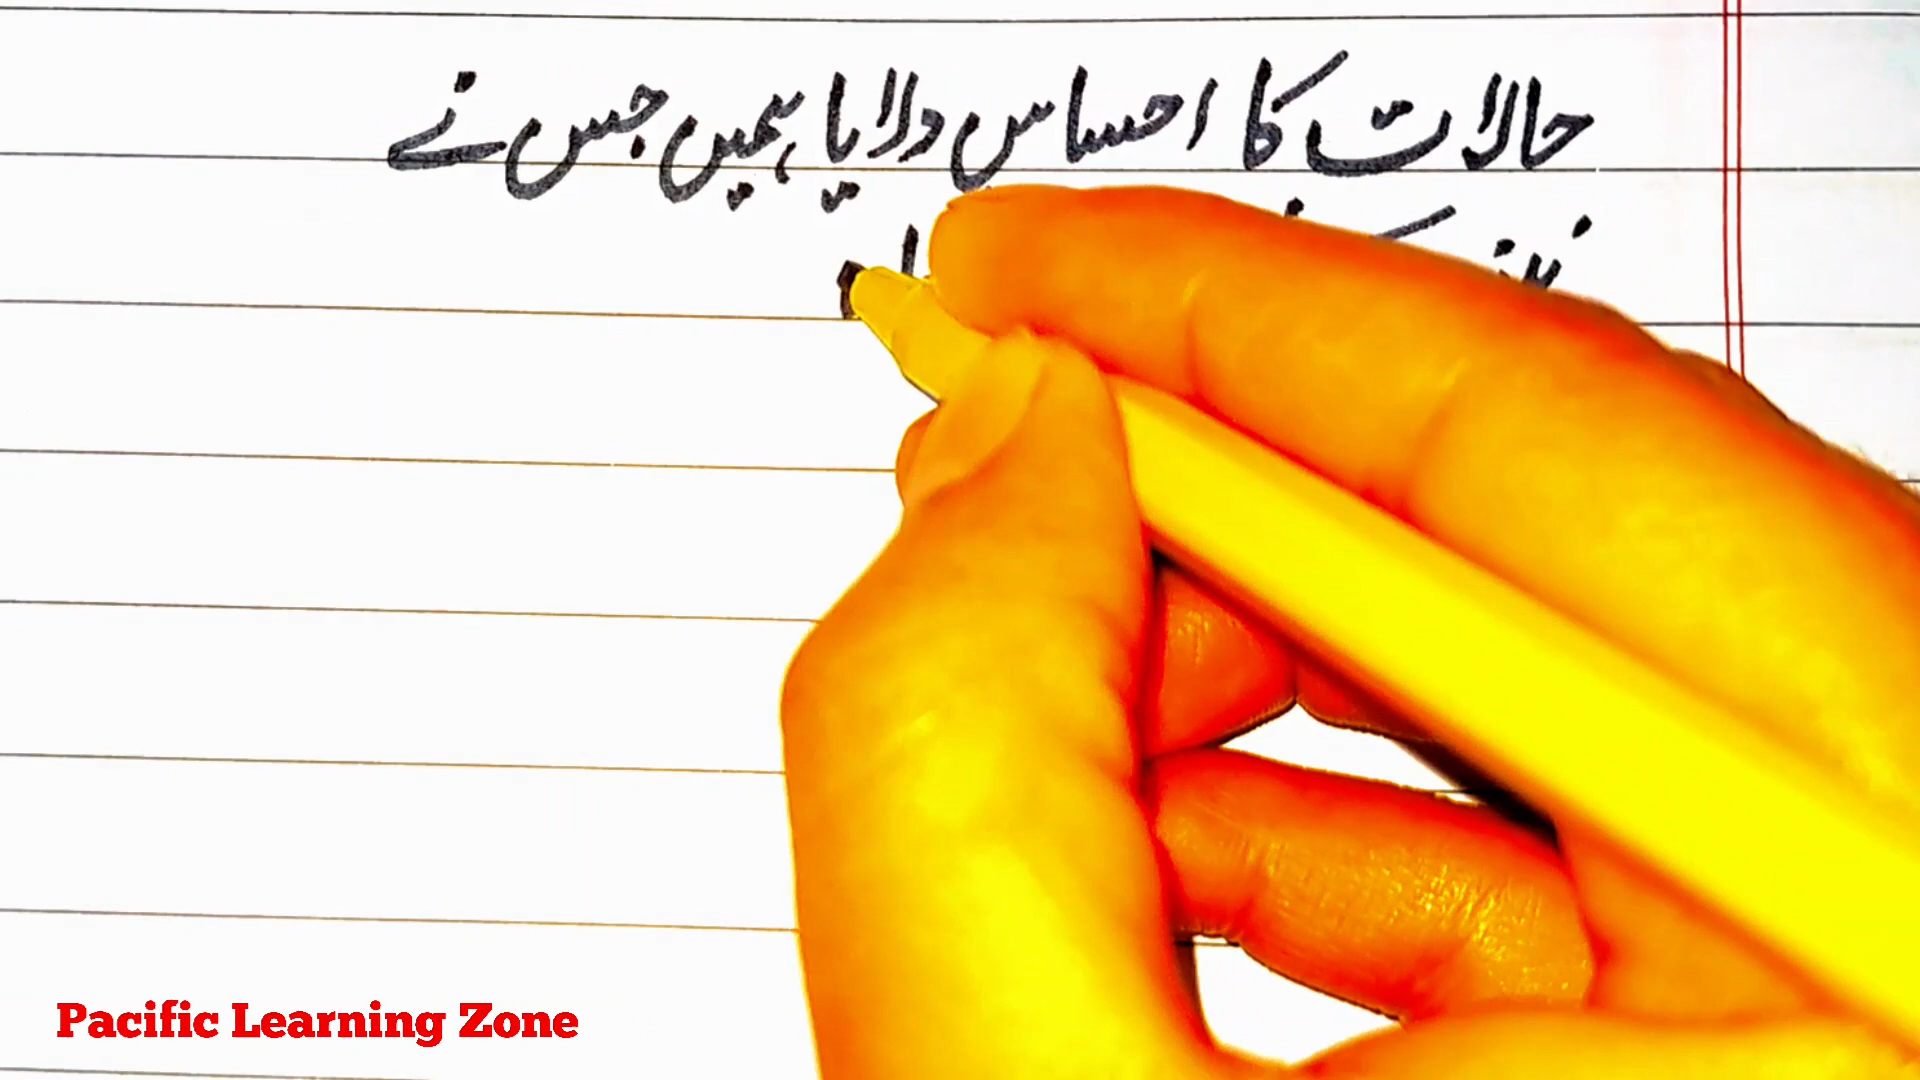 حالات کا احساس دلایا ہمیں جس نے
Pacific Learning Zone